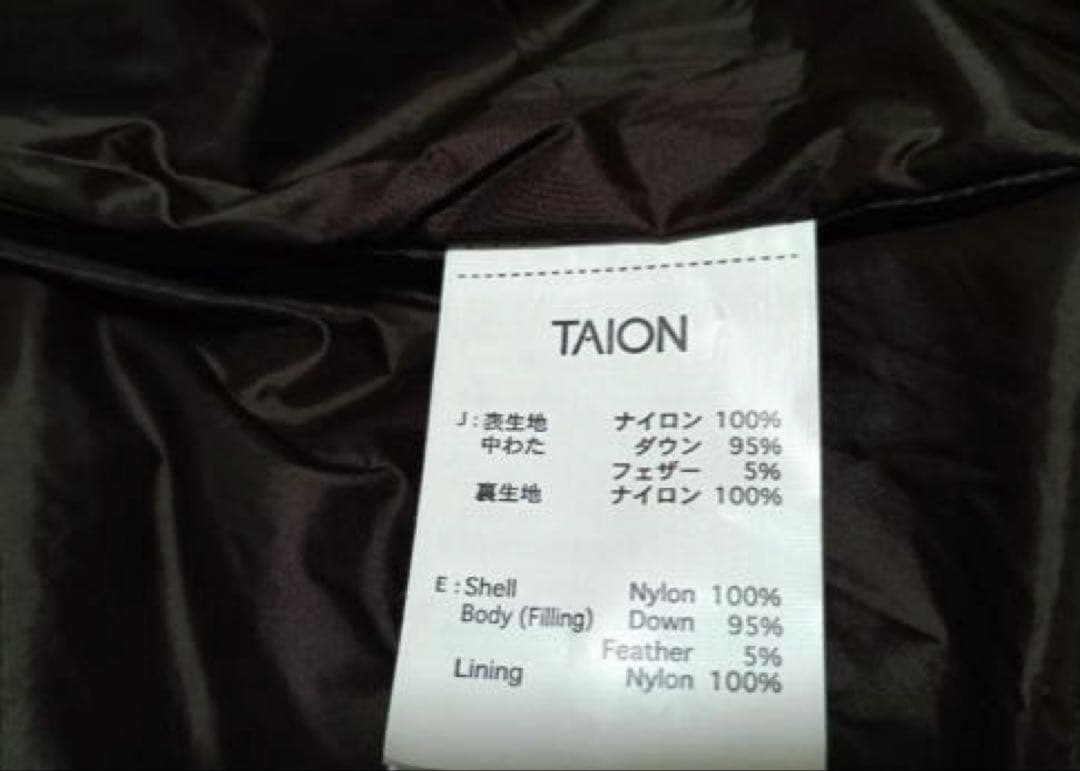 TAION
J : 表生地 ナイロン 100%
中わた ダウン 95%
フェザー 5%
裏生地 ナイロン 100%
E : Shell Nylon 100%
Body (Filling) Down 95%
Feather 5%
Lining Nylon 100%